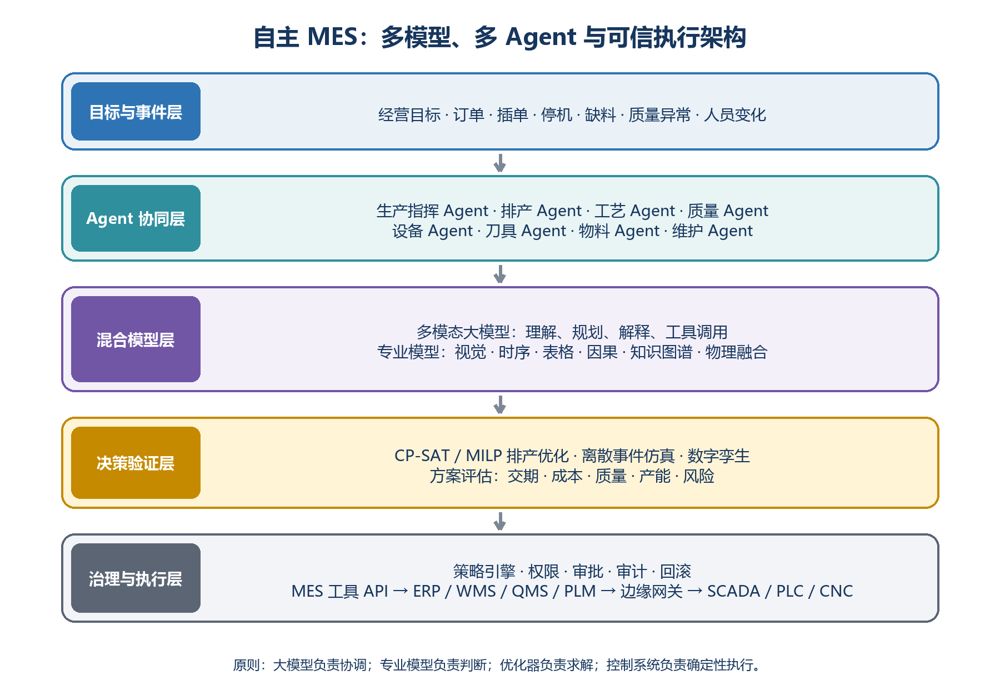 自主 MES：多模型、多 Agent 与可信执行架构
目标与事件层
经营目标 · 订单 · 插单 · 停机 · 缺料 · 质量异常 · 人员变化
Agent 协同层
生产指挥 Agent · 排产 Agent · 工艺 Agent · 质量 Agent
设备 Agent · 刀具 Agent · 物料 Agent · 维护 Agent
混合模型层
多模态大模型：理解、规划、解释、工具调用
专业模型：视觉 · 时序 · 表格 · 因果 · 知识图谱 · 物理融合
决策验证层
CP-SAT / MILP 排产优化 · 离散事件仿真 · 数字孪生
方案评估：交期 · 成本 · 质量 · 产能 · 风险
治理与执行层
策略引擎 · 权限 · 审批 · 审计 · 回滚
MES 工具 API → ERP / WMS / QMS / PLM → 边缘网关 → SCADA / PLC / CNC
原则：大模型负责协调；专业模型负责判断；优化器负责求解；控制系统负责确定性执行。